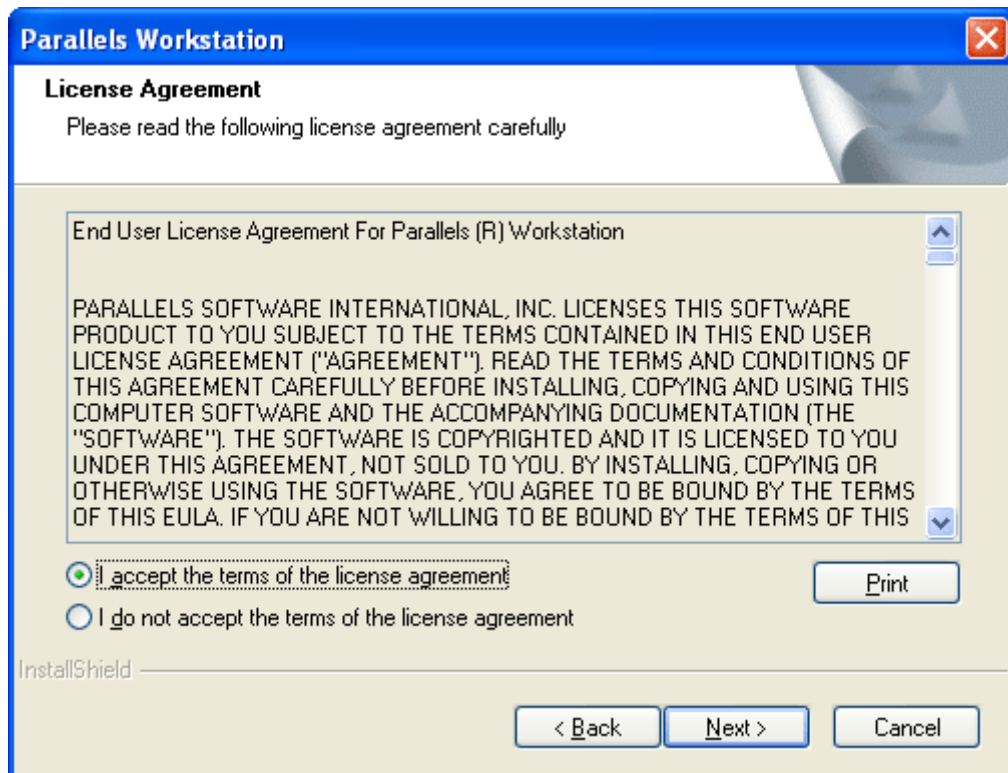 Parallels Workstation
License Agreement
Please read the following license agreement carefully
End User License Agreement For Parallels (R) Workstation
PARALLELS SOFTWARE INTERNATIONAL, INC. LICENSES THIS SOFTWARE
PRODUCT TO YOU SUBJECT TO THE TERMS CONTAINED IN THIS END USER
LICENSE AGREEMENT ("AGREEMENT"). READ THE TERMS AND CONDITIONS OF
THIS AGREEMENT CAREFULLY BEFORE INSTALLING, COPYING AND USING THIS
COMPUTER SOFTWARE AND THE ACCOMPANYING DOCUMENTATION (THE
"SOFTWARE"). THE SOFTWARE IS COPYRIGHTED AND IT IS LICENSED TO YOU
UNDER THIS AGREEMENT, NOT SOLD TO YOU. BY INSTALLING, COPYING OR
OTHERWISE USING THE SOFTWARE, YOU AGREE TO BE BOUND BY THE TERMS
OF THIS EULA. IF YOU ARE NOT WILLING TO BE BOUND BY THE TERMS OF THIS
I accept the terms of the license agreement
Print
I do not accept the terms of the license agreement
InstallShield
< Back Next > Cancel